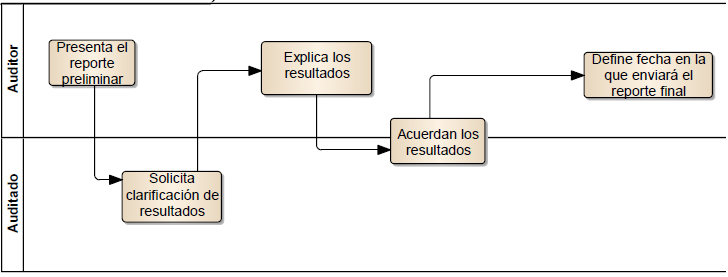 Auditor
Presenta el
reporte
preliminar
Explica los
resultados
Define fecha en la
que enviará el
reporte final
Acuerdan los
resultados
Auditado
Solicita
clarificación de
resultados